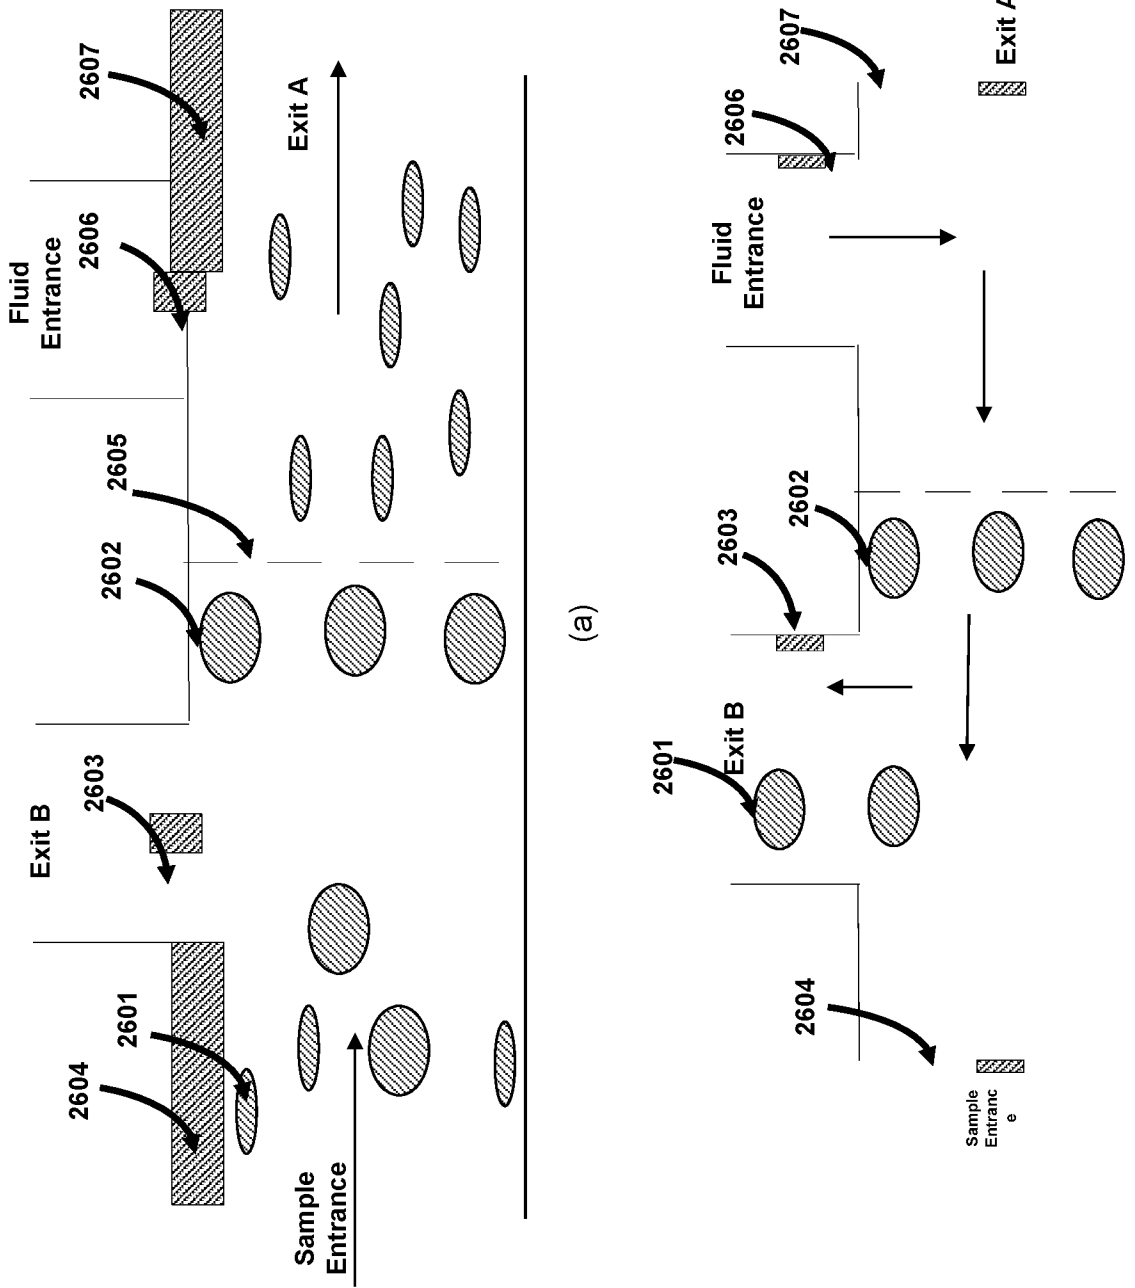 Fluid
Entrance
2607
2606
2605
2602
Exit A
Exit B
2603
2601
2604
Sample
Entrance
(a)
2607
2606
Exit A
Fluid
Entrance
2602
2603
Exit B
2601
2604
Sample
Entranc
e